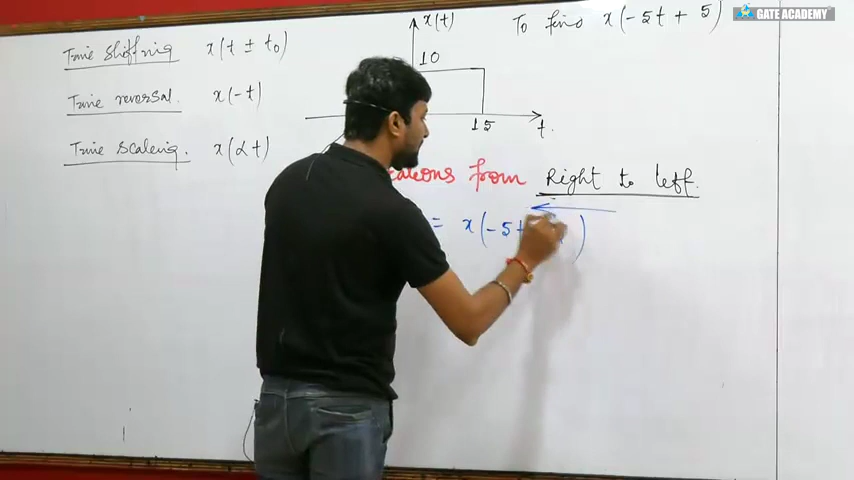 GATE ACADEMY
Time shifting x(t ± t₀)
Time reversal. x(-t)
Time scaling. x(αt)
x(t)
10
15
t.
To find x(-5t + 5)
from Right to left.
= x(-5t
)